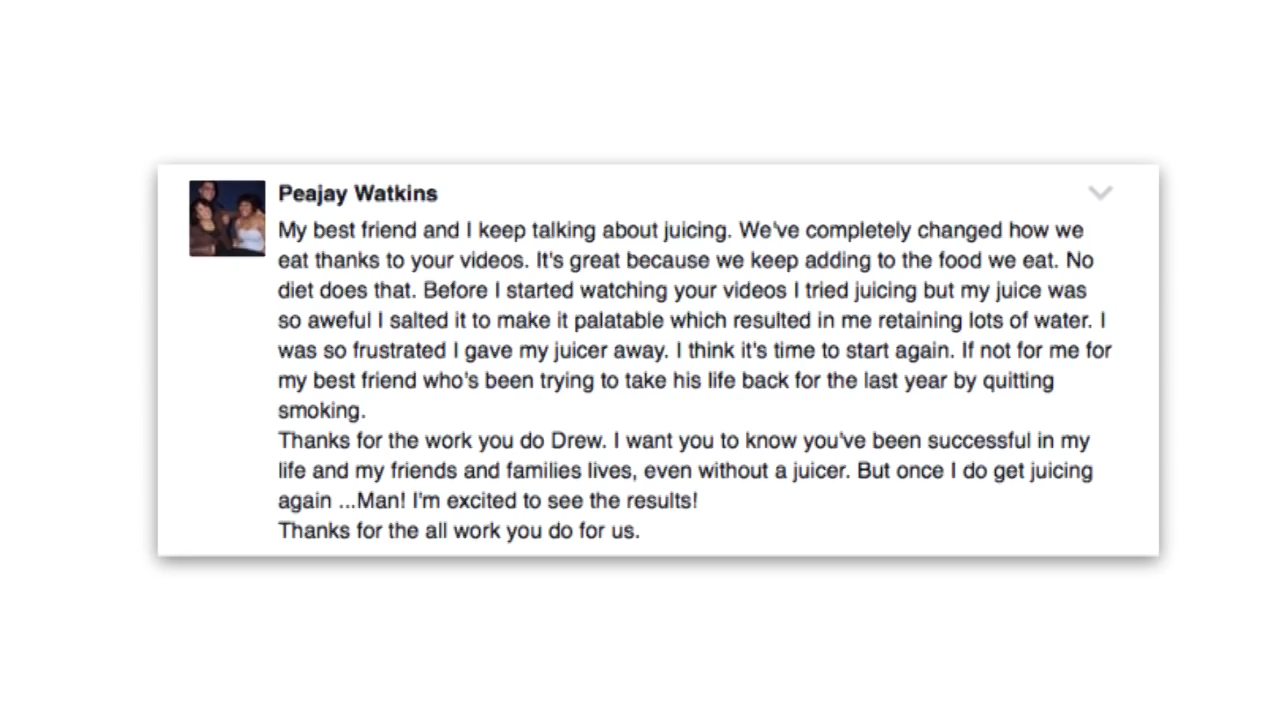 Peajay Watkins
My best friend and I keep talking about juicing. We've completely changed how we
eat thanks to your videos. It's great because we keep adding to the food we eat. No
diet does that. Before I started watching your videos I tried juicing but my juice was
so aweful I salted it to make it palatable which resulted in me retaining lots of water. I
was so frustrated I gave my juicer away. I think it's time to start again. If not for me for
my best friend who's been trying to take his life back for the last year by quitting
smoking.
Thanks for the work you do Drew. I want you to know you've been successful in my
life and my friends and families lives, even without a juicer. But once I do get juicing
again ...Man! I'm excited to see the results!
Thanks for the all work you do for us.